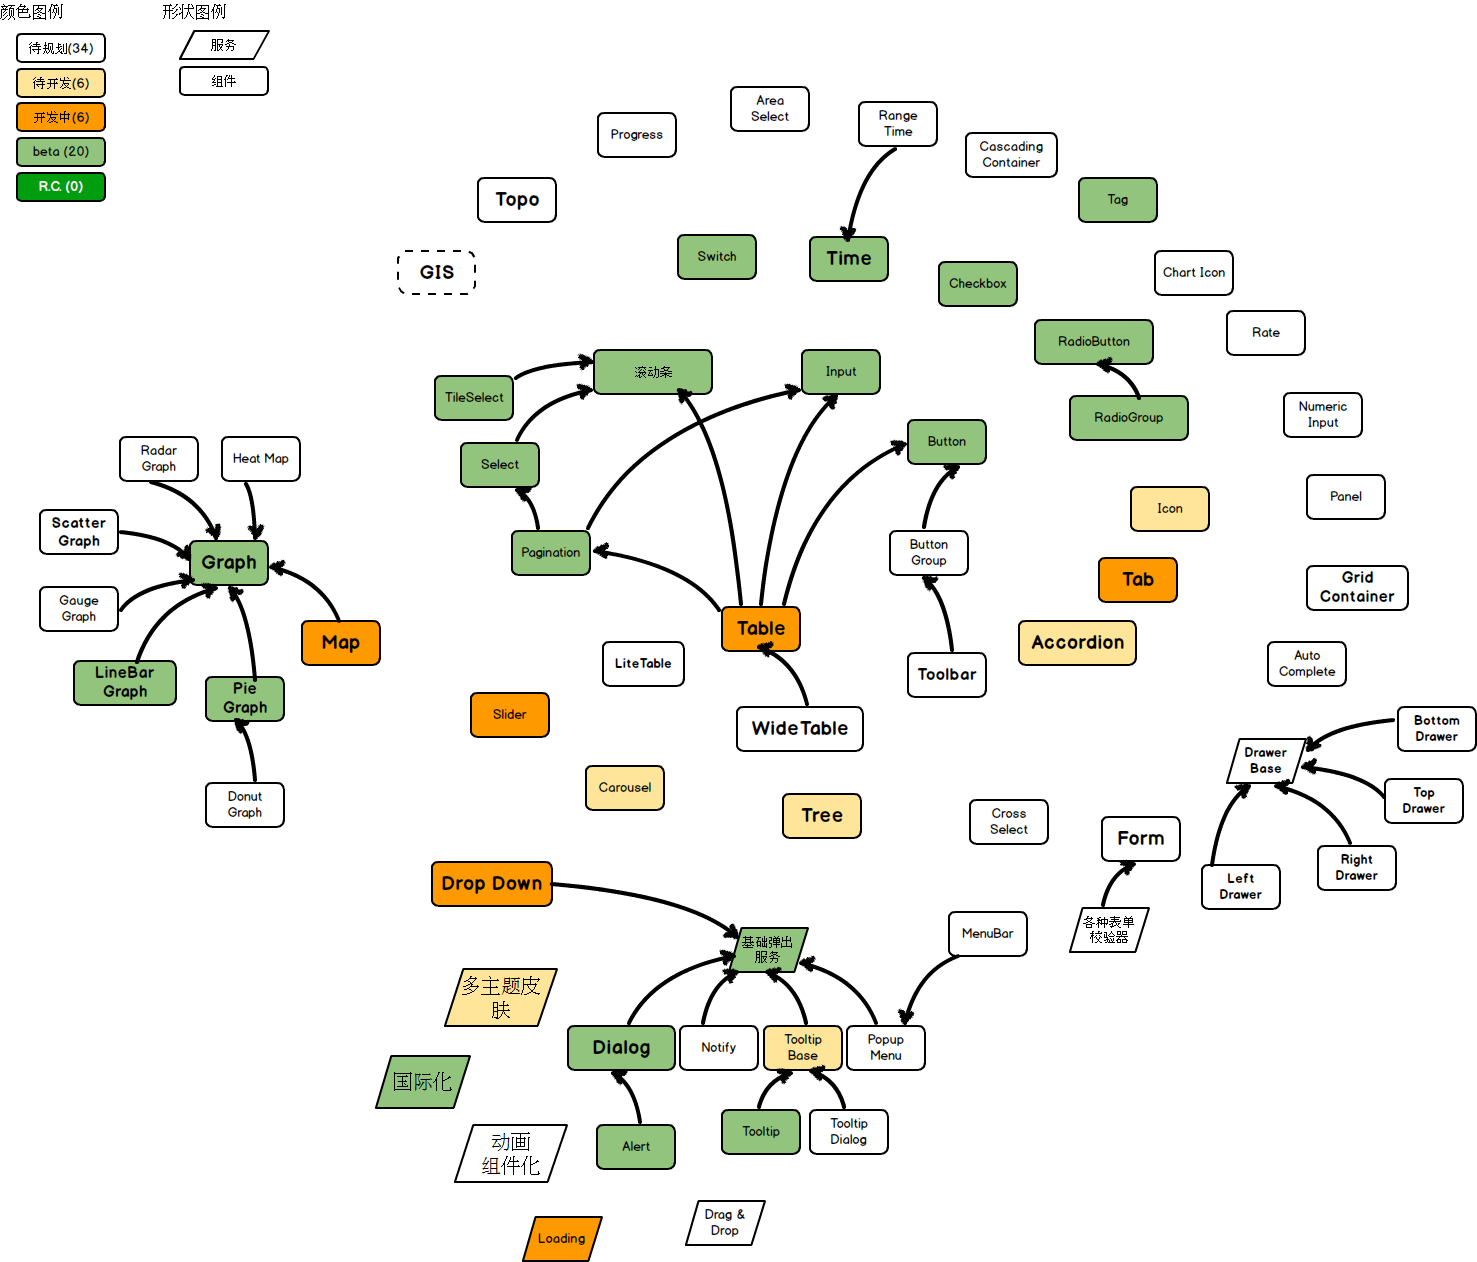 颜色图例
形状图例
待规划(34)
待开发(6)
开发中(6)
beta (20)
R.C. (0)
服务
组件
Area
Select
Progress
Range
Time
Cascading
Container
Topo
Tag
GIS
Switch
Time
Checkbox
Chart Icon
RadioButton
Rate
TileSelect
滚动条
Input
RadioGroup
Numeric
Input
Radar
Graph
Heat Map
Select
Button
Panel
Icon
Scatter
Graph
Graph
Pagination
Button
Group
Tab
Grid
Container
Gauge
Graph
Map
Table
Accordion
LiteTable
Toolbar
Auto
Complete
LineBar
Graph
Pie
Graph
Slider
WideTable
Bottom
Drawer
Drawer
Base
Top
Drawer
Donut
Graph
Carousel
Tree
Cross
Select
Form
Right
Drawer
Left
Drawer
Drop Down
各种表单
校验器
基础弹出
服务
MenuBar
多主题皮
肤
Dialog
Notify
Tooltip
Base
Popup
Menu
国际化
动画
组件化
Alert
Tooltip
Tooltip
Dialog
Drag &
Drop
Loading